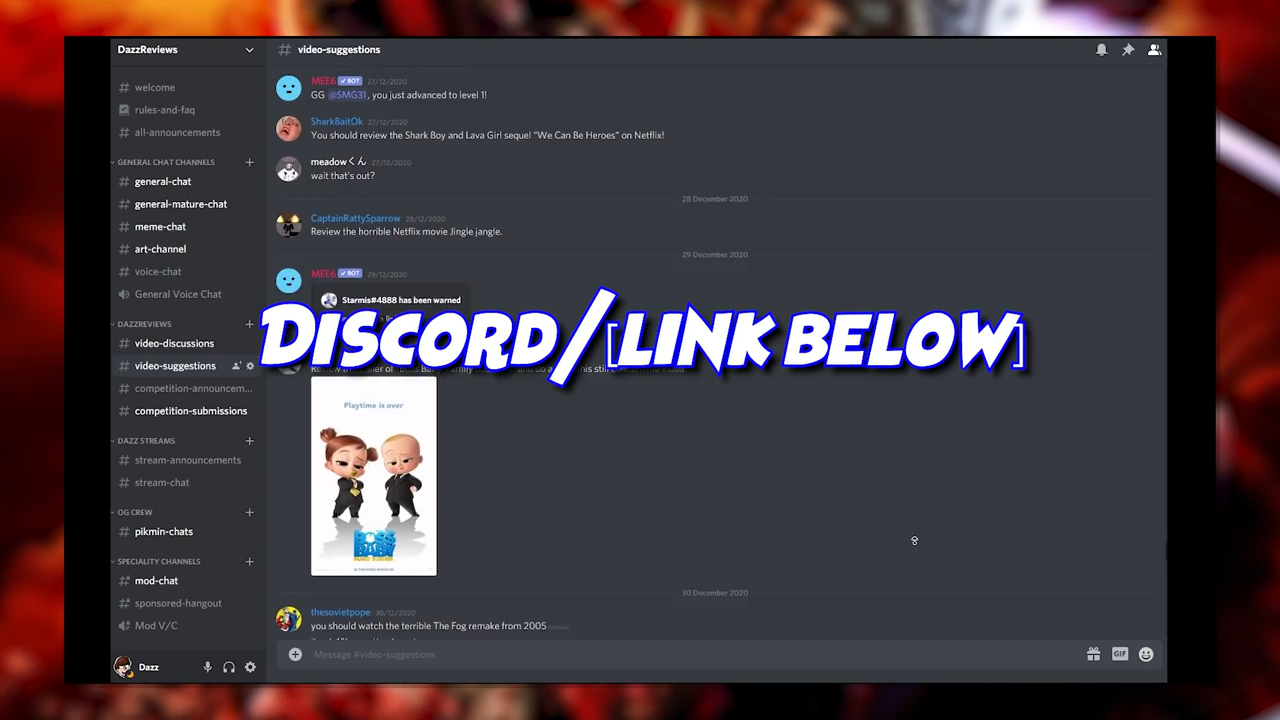 DazzReviews
# welcome
rules-and-faq
# all-announcements
GENERAL CHAT CHANNELS
# general-chat
# general-mature-chat
# meme-chat
# art-channel
# voice-chat
General Voice Chat
DAZZREVIEWS
# video-discussions
# video-suggestions
# competition-announcem...
# competition-submissions
DAZZ STREAMS
# stream-announcements
# stream-chat
OG CREW
# pikmin-chats
SPECIALITY CHANNELS
# mod-chat
# sponsored-hangout
Mod V/C
Dazz
# video-suggestions
MEE6 BOT 27/12/2020
GG @SMG31, you just advanced to level 1!
SharkBaitOk 27/12/2020
You should review the Shark Boy and Lava Girl sequel "We Can Be Heroes" on Netflix!
meadowくん 27/12/2020
wait that's out?
28 December 2020
CaptainRattySparrow 28/12/2020
Review the horrible Netflix movie Jingle jangle.
29 December 2020
MEE6 BOT 29/12/2020
Starmis#4888 has been warned
DISCORD/[LINK BELOW]
Playtime is over
BOSS BABY
30 December 2020
thesovietpope 30/12/2020
you should watch the terrible The Fog remake from 2005 (edited)
Message #video-suggestions
GIF